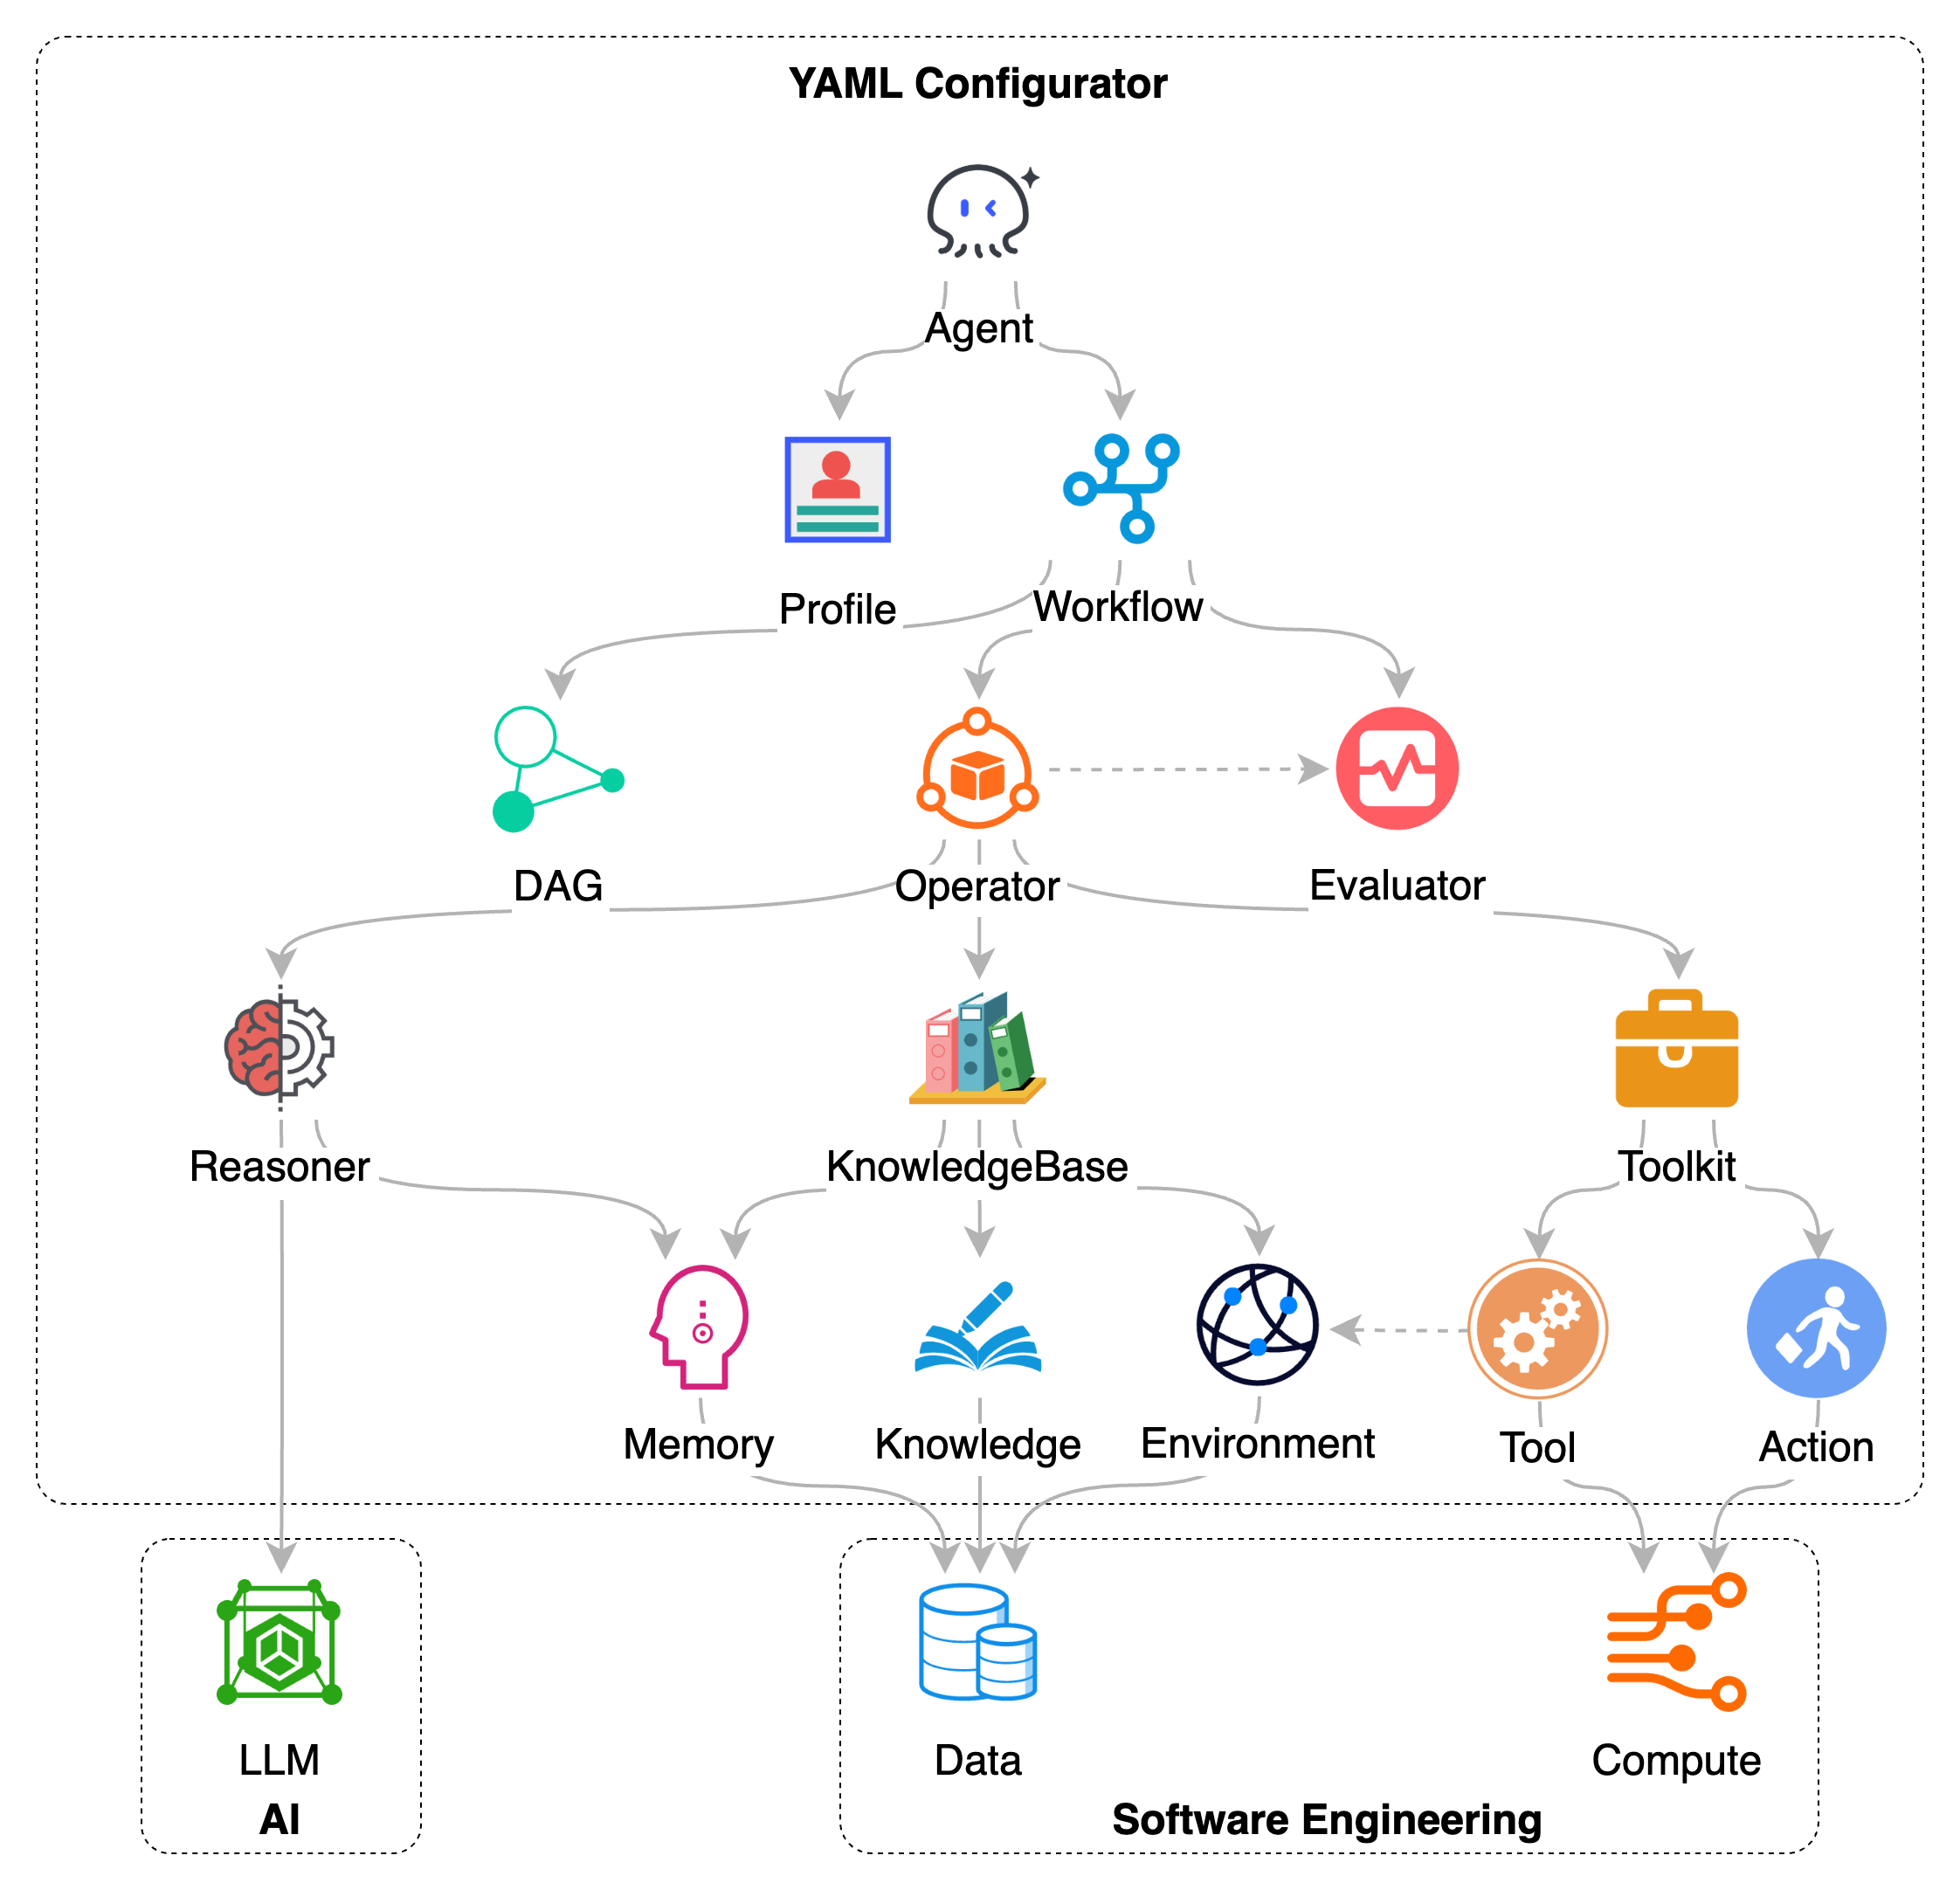 YAML Configurator
Agent
Profile
Workflow
DAG
Operator
Evaluator
Reasoner
KnowledgeBase
Toolkit
Memory
Knowledge
Environment
Tool
Action
LLM
Data
Compute
AI
Software Engineering